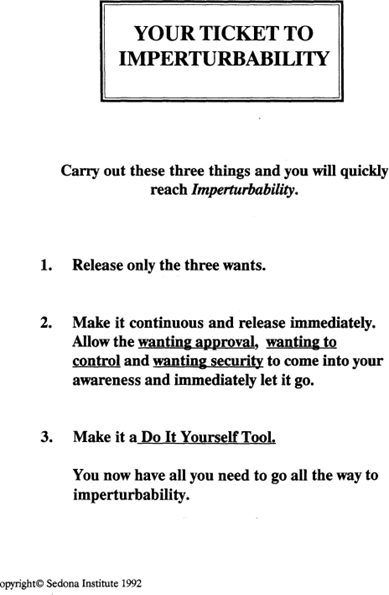 YOUR TICKET TO
IMPERTURBABILITY
Carry out these three things and you will quickly
reach Imperturbability.
1. Release only the three wants.
2. Make it continuous and release immediately.
Allow the wanting approval, wanting to
control and wanting security to come into your
awareness and immediately let it go.
3. Make it a Do It Yourself Tool.
You now have all you need to go all the way to
imperturbability.
opyright© Sedona Institute 1992